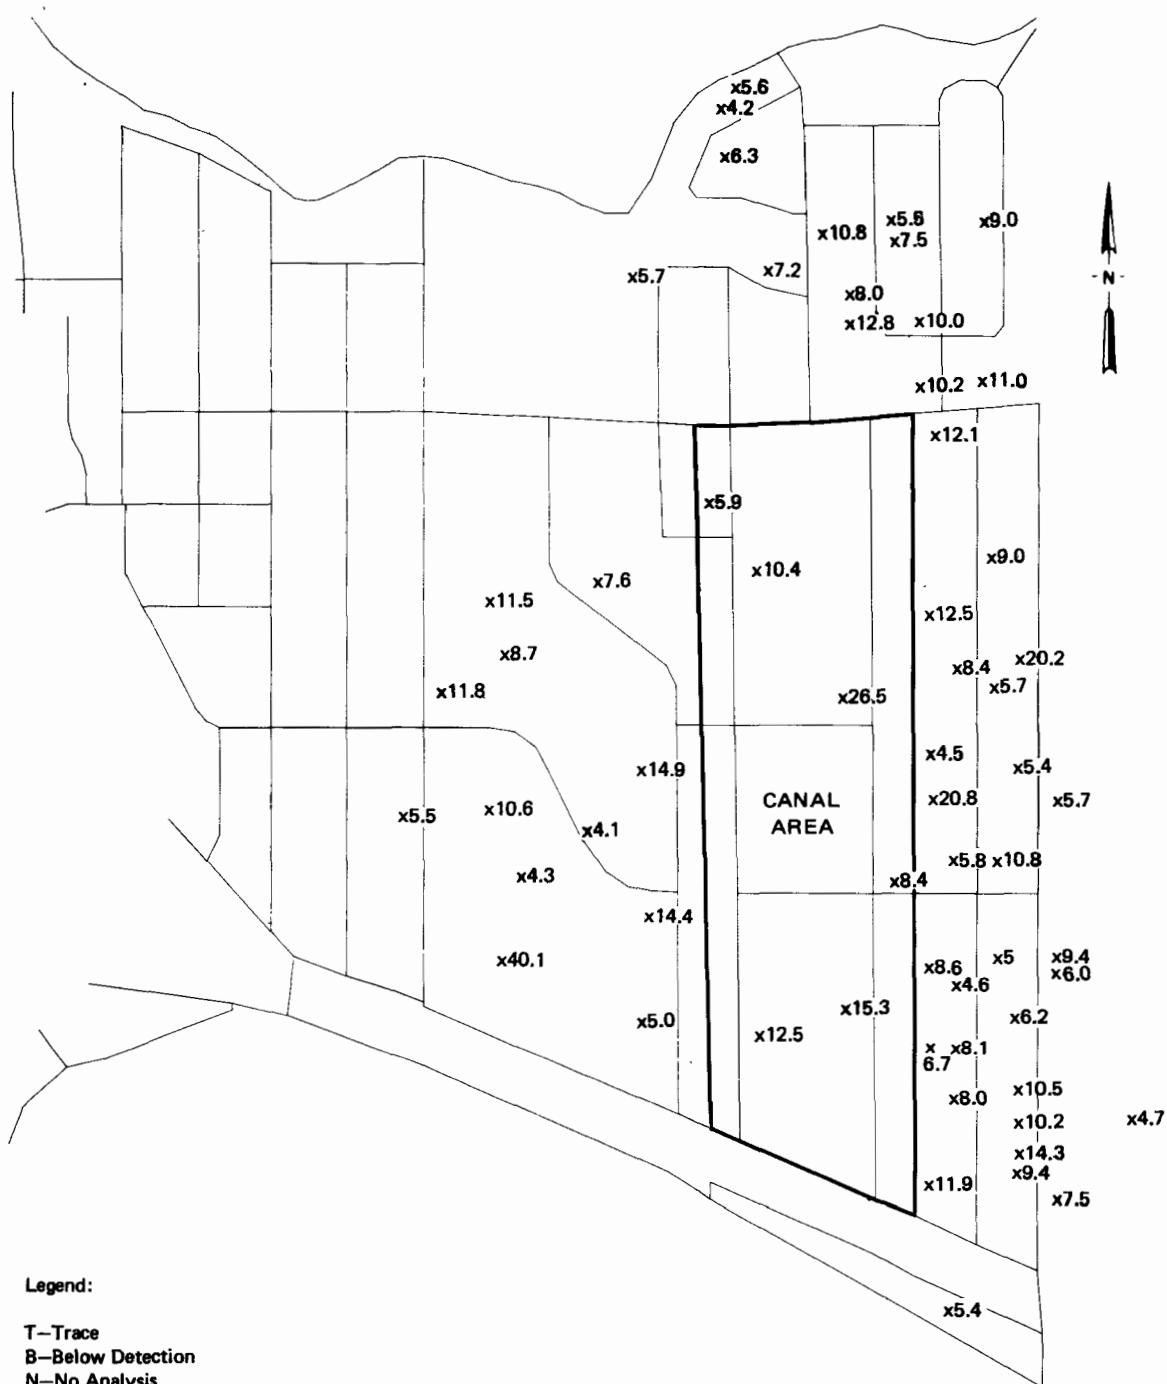 x5.6
x4.2
x6.3
x10.8
x5.6
x7.5
x9.0
x5.7
x7.2
- N -
x8.0
x12.8
x10.0
x10.2
x11.0
x12.1
x5.9
x10.4
x9.0
x7.6
x11.5
x12.5
x8.7
x8.4
x20.2
x5.7
x11.8
x26.5
x14.9
x4.5
x5.4
x20.8
x5.7
CANAL
AREA
x5.5
x10.6
x4.1
x5.8
x10.8
x4.3
x8.4
x14.4
x40.1
x8.6
x5
x9.4
x6.0
x4.6
x5.0
x12.5
x15.3
x6.2
x
6.7
x8.1
x8.0
x10.5
x10.2
x4.7
x14.3
x9.4
x11.9
x7.5
x5.4
Legend:
T—Trace
B—Below Detection
N—No Analysis